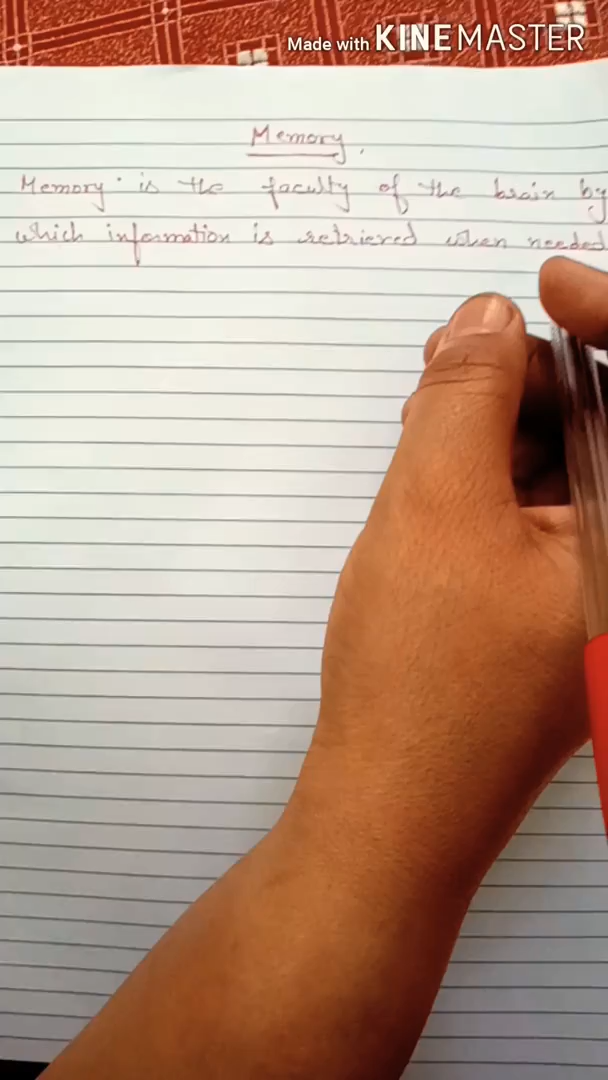 Made with KINEMASTER
Memory.
Memory is the faculty of the brain by
which information is retrieved when needed